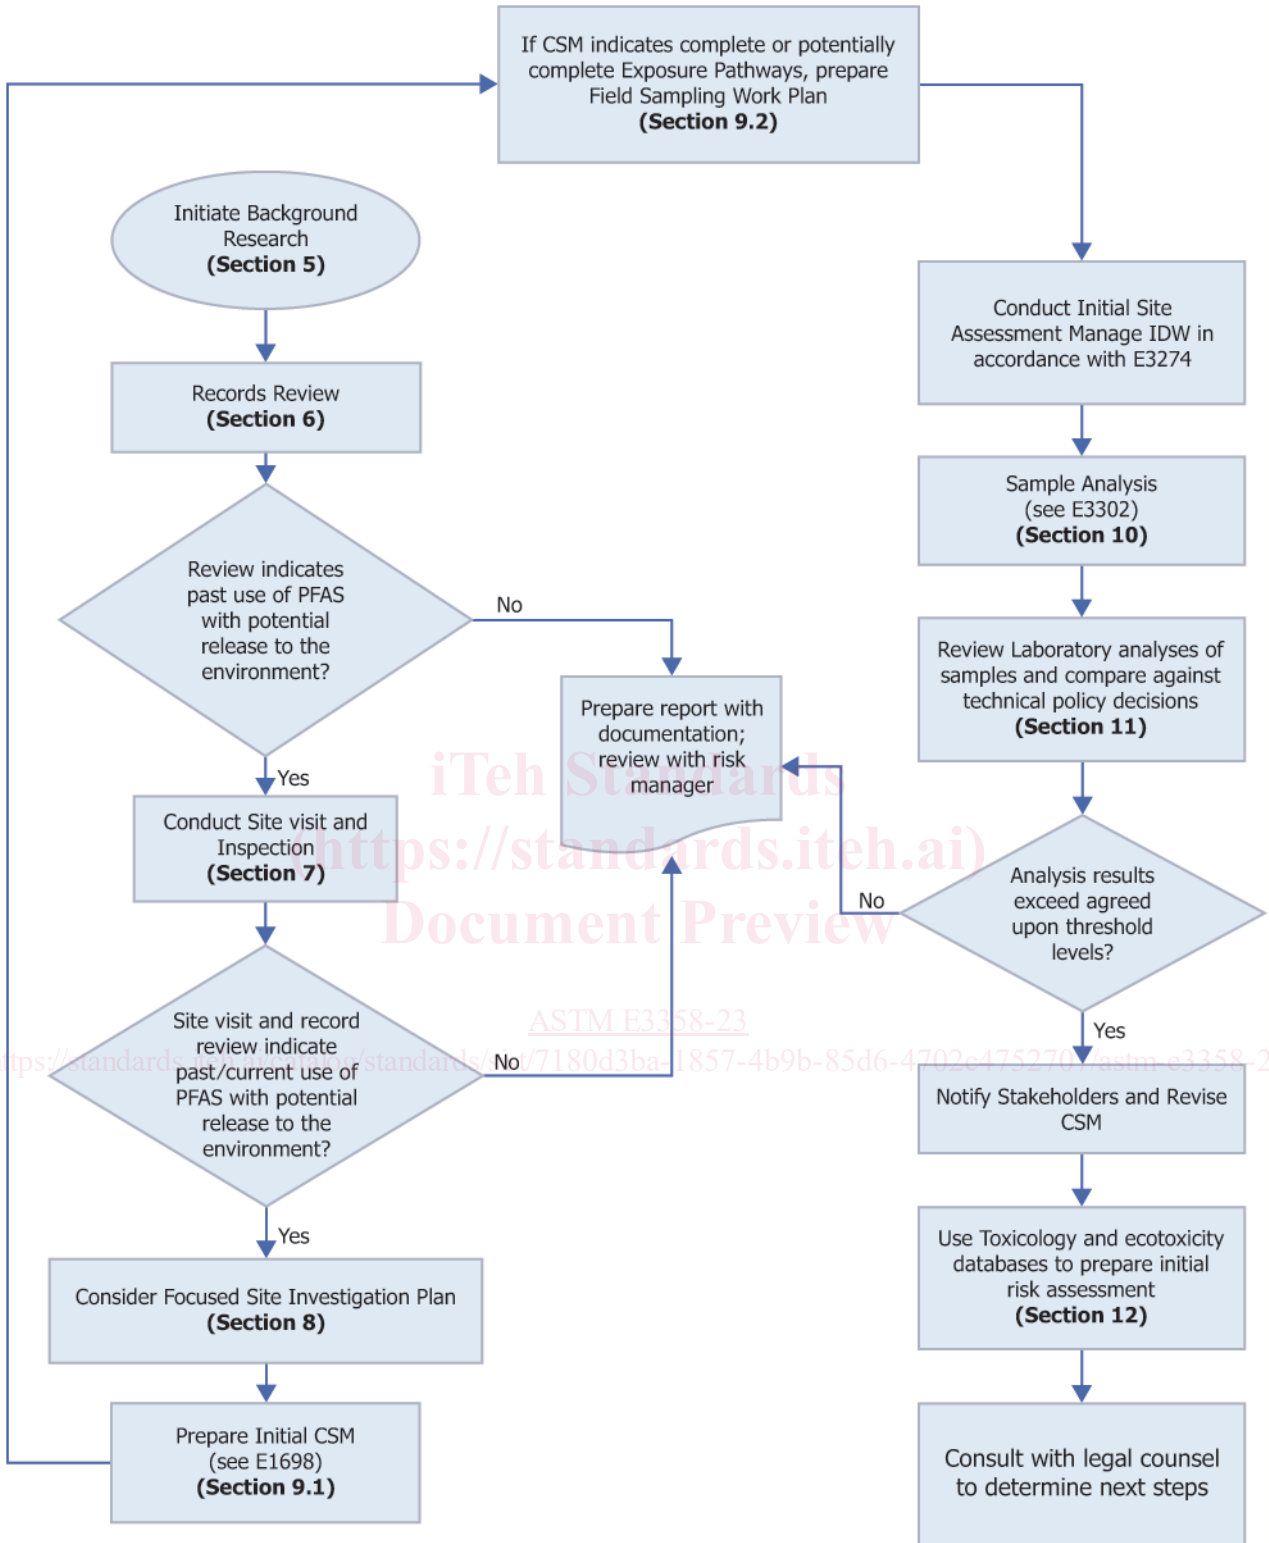 If CSM indicates complete or potentially
complete Exposure Pathways, prepare
Field Sampling Work Plan
(Section 9.2)
Initiate Background
Research
(Section 5)
Records Review
(Section 6)
Review indicates
past use of PFAS
with potential
release to the
environment?
No
Yes
Conduct Site visit and
Inspection
(Section 7)
Site visit and record
review indicate
past/current use of
PFAS with potential
release to the
environment?
No
Yes
Consider Focused Site Investigation Plan
(Section 8)
Prepare Initial CSM
(see E1698)
(Section 9.1)
Prepare report with
documentation;
review with risk
manager
Conduct Initial Site
Assessment Manage IDW in
accordance with E3274
Sample Analysis
(see E3302)
(Section 10)
Review Laboratory analyses of
samples and compare against
technical policy decisions
(Section 11)
Analysis results
exceed agreed
upon threshold
levels?
No
Yes
Notify Stakeholders and Revise
CSM
Use Toxicology and ecotoxicity
databases to prepare initial
risk assessment
(Section 12)
Consult with legal counsel
to determine next steps
iTeh Standards
(https://standards.iteh.ai)
Document Preview
ASTM E3358-23